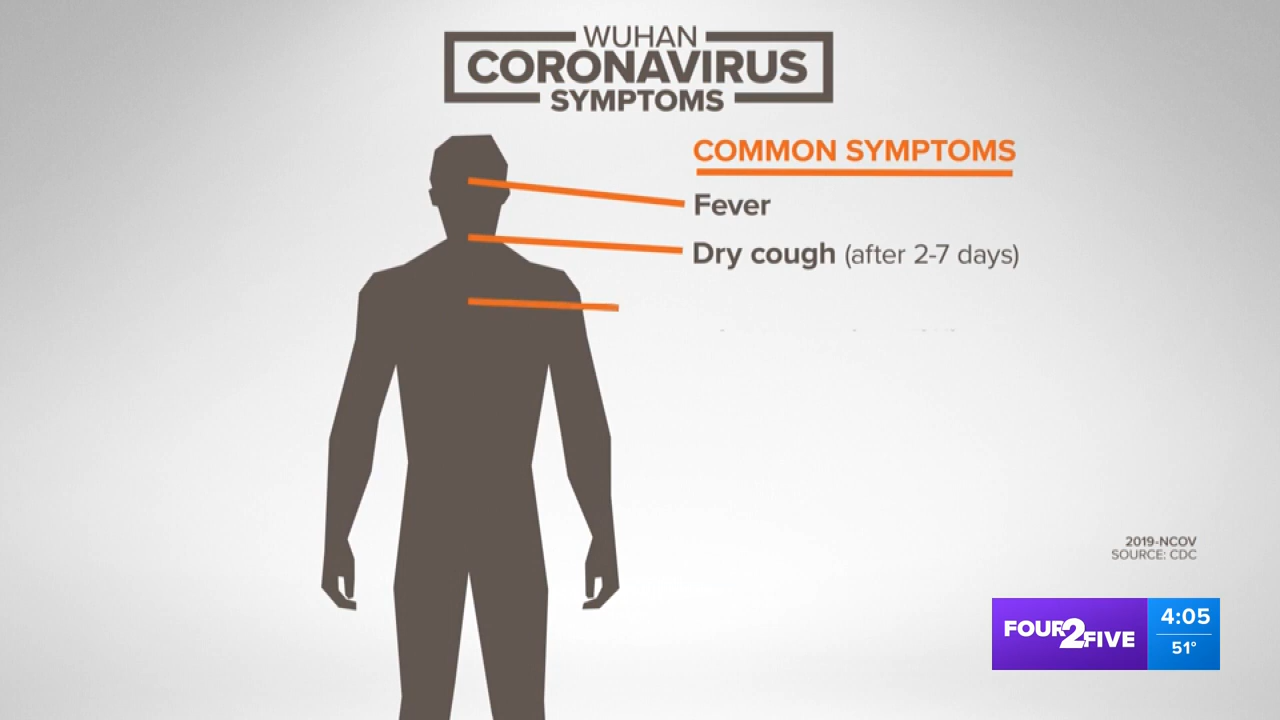 WUHAN
CORONAVIRUS
SYMPTOMS
COMMON SYMPTOMS
Fever
Dry cough (after 2-7 days)
2019-NCOV
SOURCE: CDC
FOUR2FIVE
4:05
51°